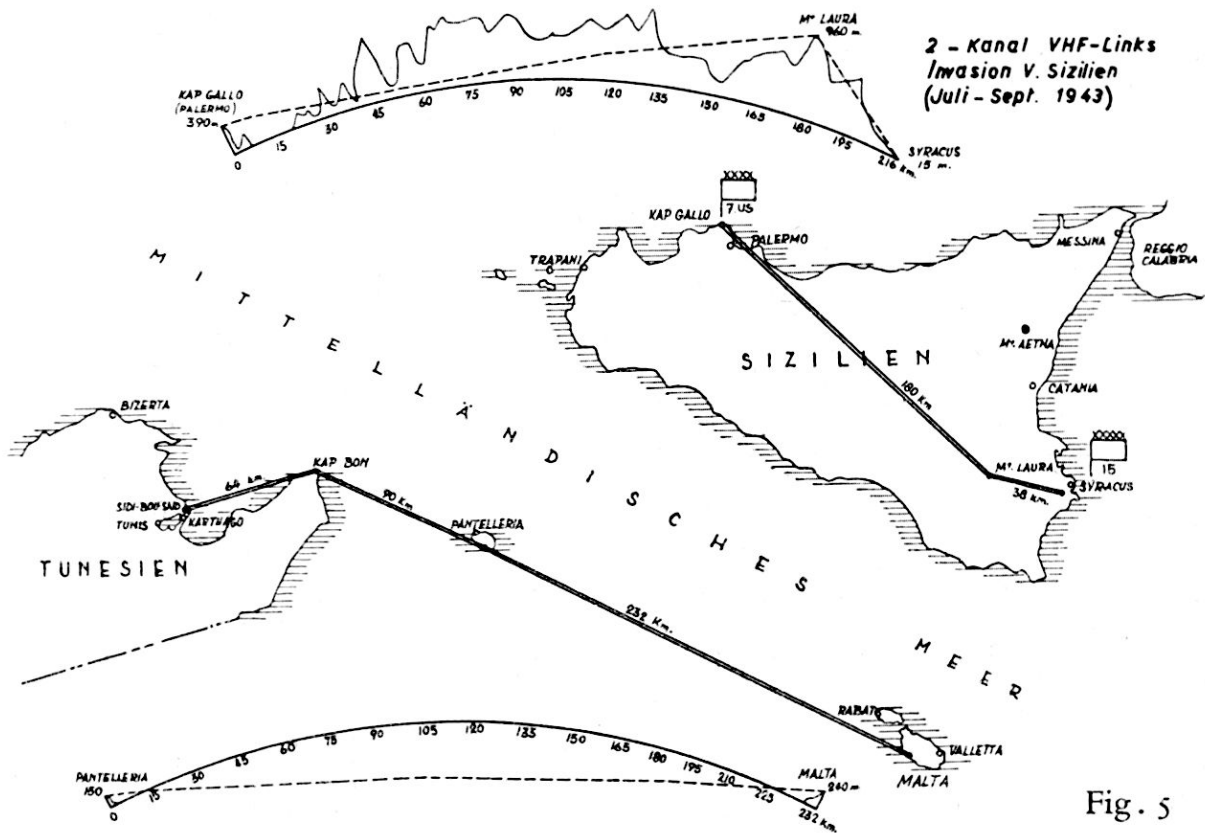 Mᵗᵉ LAURA
960 m.
2 - Kanal VHF-Links
Invasion V. Sizilien
(Juli - Sept. 1943)
KAP GALLO
(PALERMO)
390 m
0 15 30 45 60 75 90 105 120 135 150 165 180 195 216 km.
SYRACUS
15 m.
XXXX
7 US
KAP GALLO
PALERMO
TRAPANI
MESSINA
REGGIO
CALABRIA
MITTELLÄNDISCHES MEER
SIZILIEN
Mᵗ. AETNA
180 Km
CATANIA
XXXX
15
Mᵗ. LAURA
SYRACUS
38 km.
BIZERTA
KAP BON
64 km
SIDI-BOU-SAID
KARTHAGO
TUNIS
90 Km
PANTELLERIA
TUNESIEN
232 Km.
RABAT
VALLETTA
MALTA
PANTELLERIA
150
0 15 30 45 60 75 90 105 120 135 150 165 180 195 210 225 232 Km.
MALTA
240 m
Fig. 5